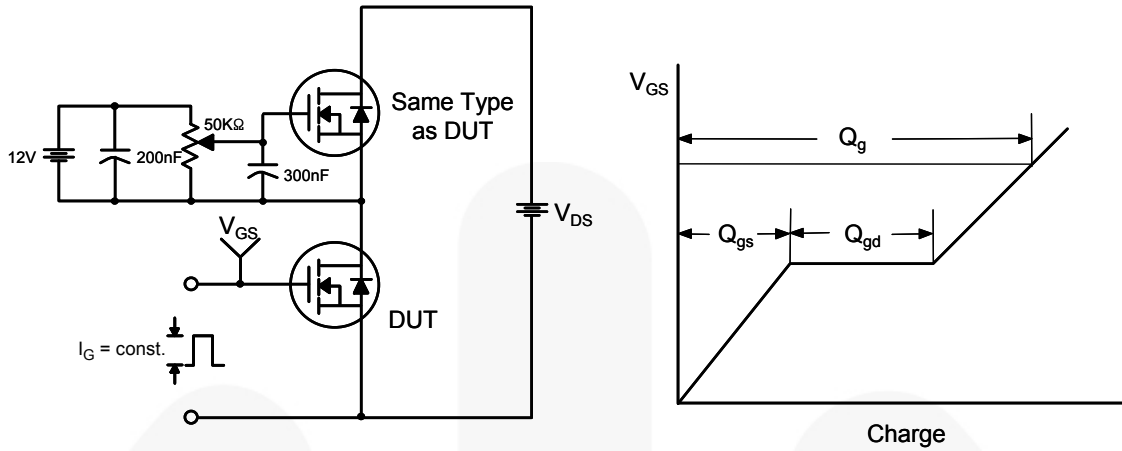 12V
200nF
50KΩ
300nF
Same Type
as DUT
V_GS
DUT
I_G = const.
V_DS
V_GS
Q_g
Q_gs
Q_gd
Charge